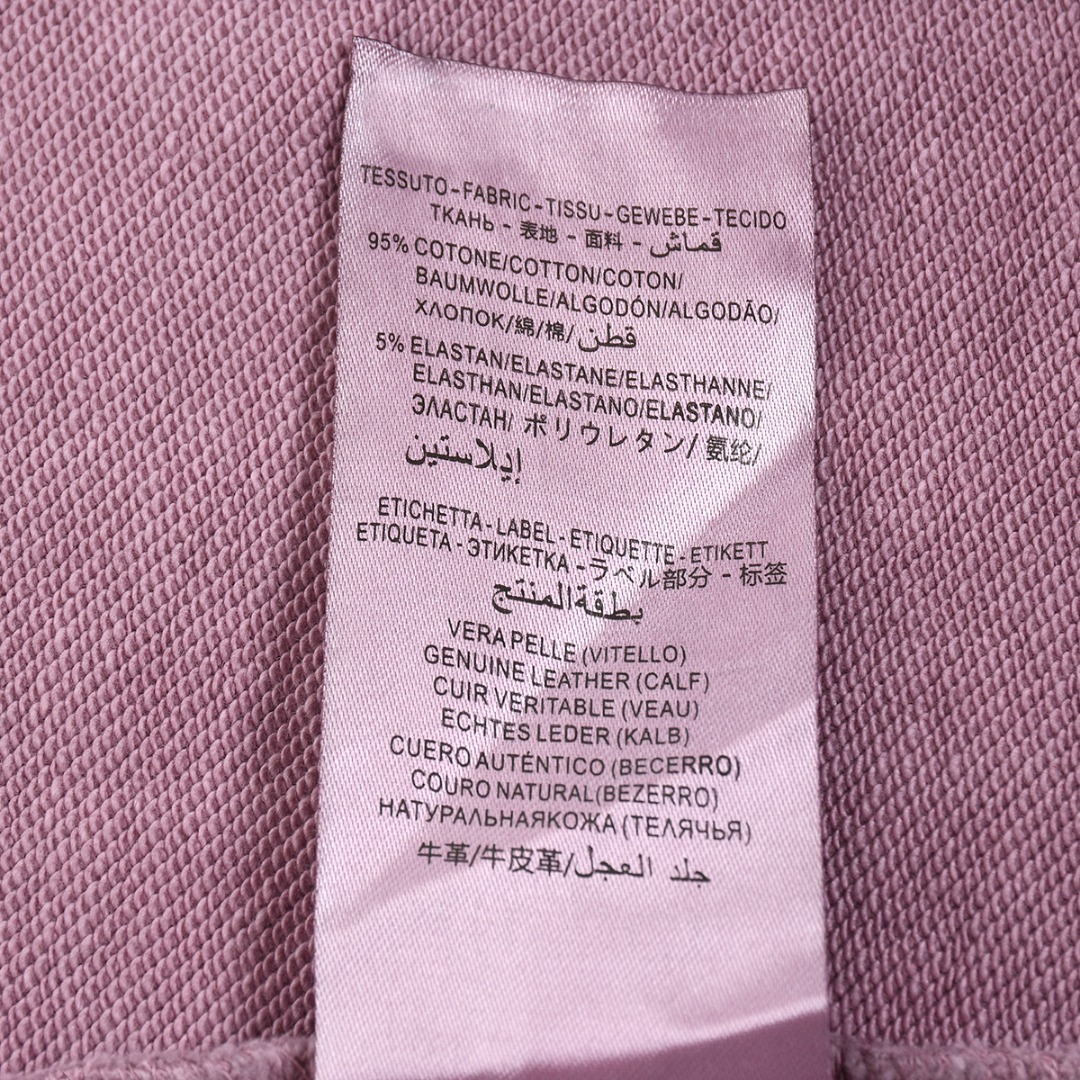 TESSUTO-FABRIC-TISSU-GEWEBE-TECIDO
ТКАНЬ - 表地 - 面料 - قماش
95% COTONE/COTTON/COTON/
BAUMWOLLE/ALGODÓN/ALGODÃO/
ХЛОПОК/綿/棉/قطن
5% ELASTAN/ELASTANE/ELASTHANNE/
ELASTHAN/ELASTANO/ELASTANO/
ЭЛАСТАН/ ポリウレタン/ 氨纶/
إيلاستين
ETICHETTA-LABEL-ETIQUETTE-ETIKETT
ETIQUETA-ЭТИКЕТКА-ラベル部分 - 标签
بطقةالمنتج
VERA PELLE (VITELLO)
GENUINE LEATHER (CALF)
CUIR VERITABLE (VEAU)
ECHTES LEDER (KALB)
CUERO AUTÉNTICO (BECERRO)
COURO NATURAL(BEZERRO)
НАТУРАЛЬНАЯКОЖА (ТЕЛЯЧЬЯ)
牛革/牛皮革/جلد العجل